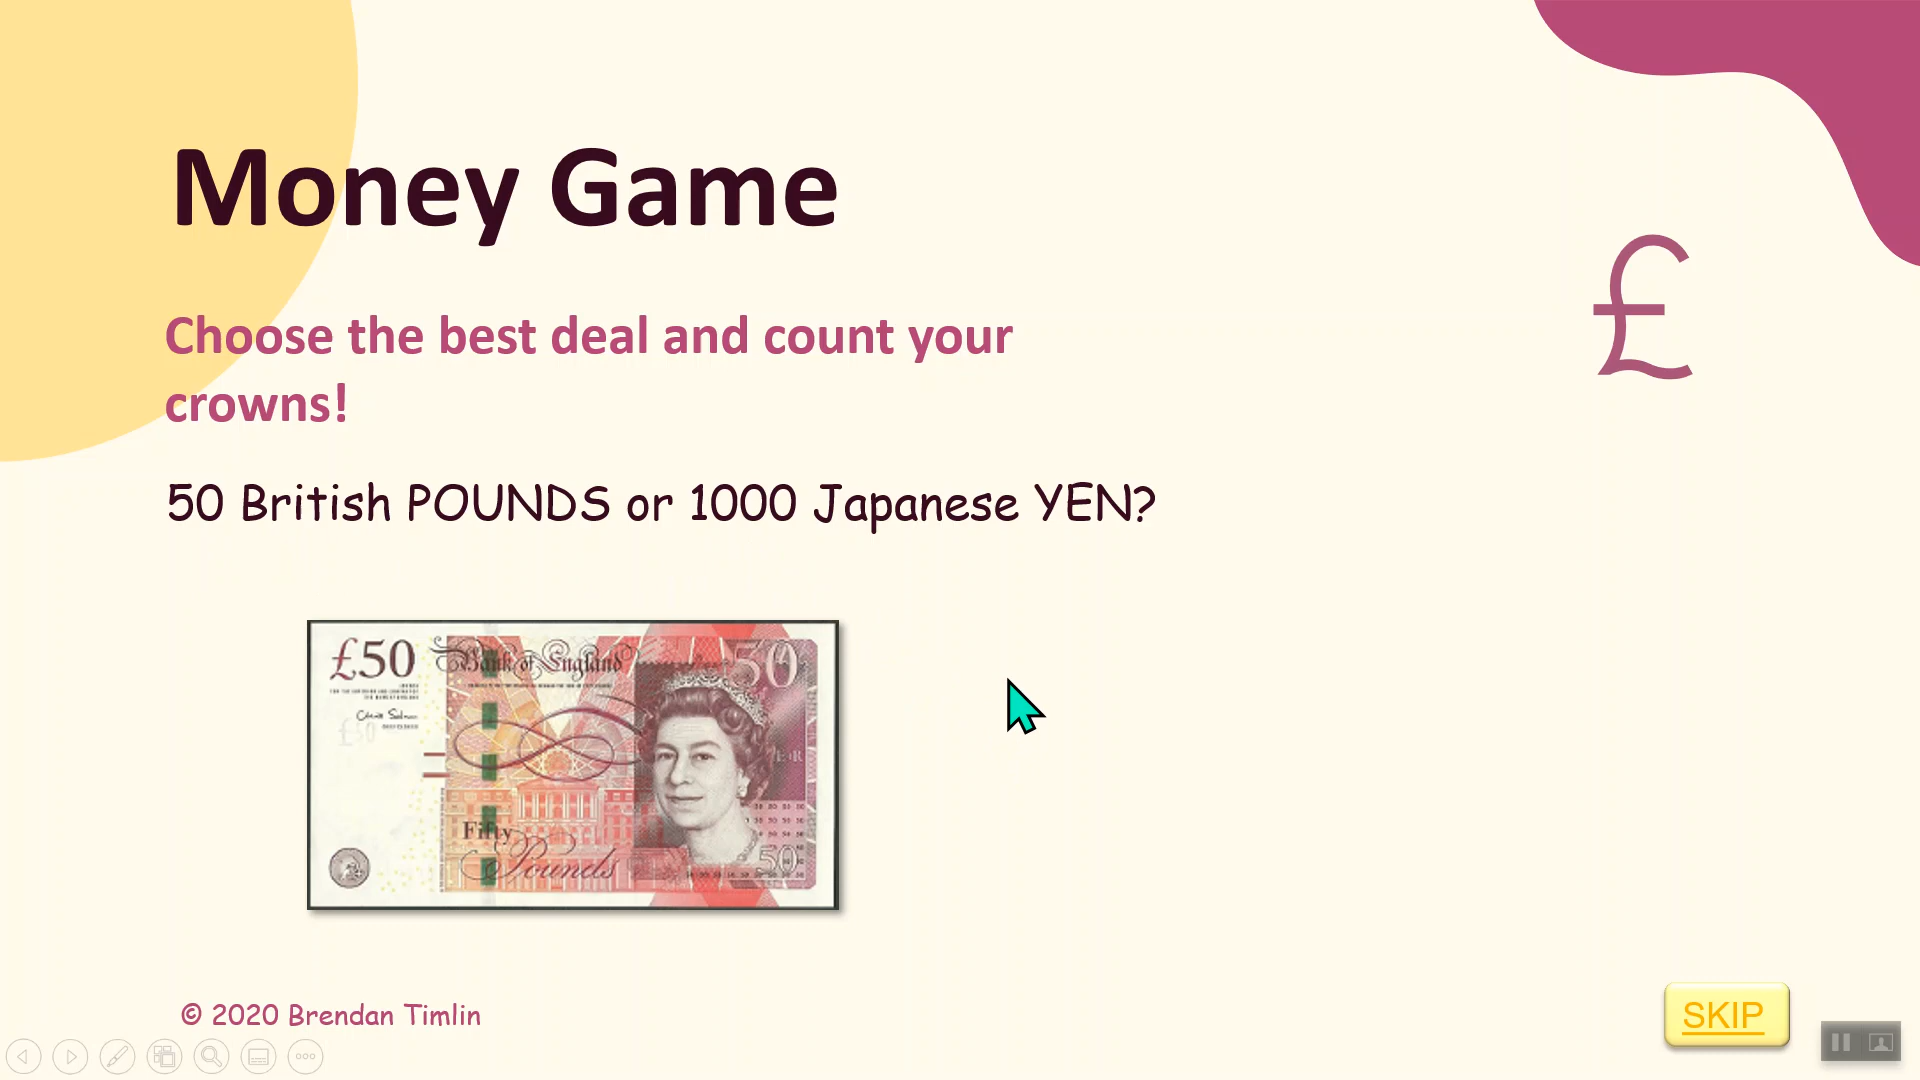 Money Game
£
Choose the best deal and count your
crowns!
50 British POUNDS or 1000 Japanese YEN?
£50
Bank of England
50
£50
Fifty
Pounds
50
© 2020 Brendan Timlin
SKIP